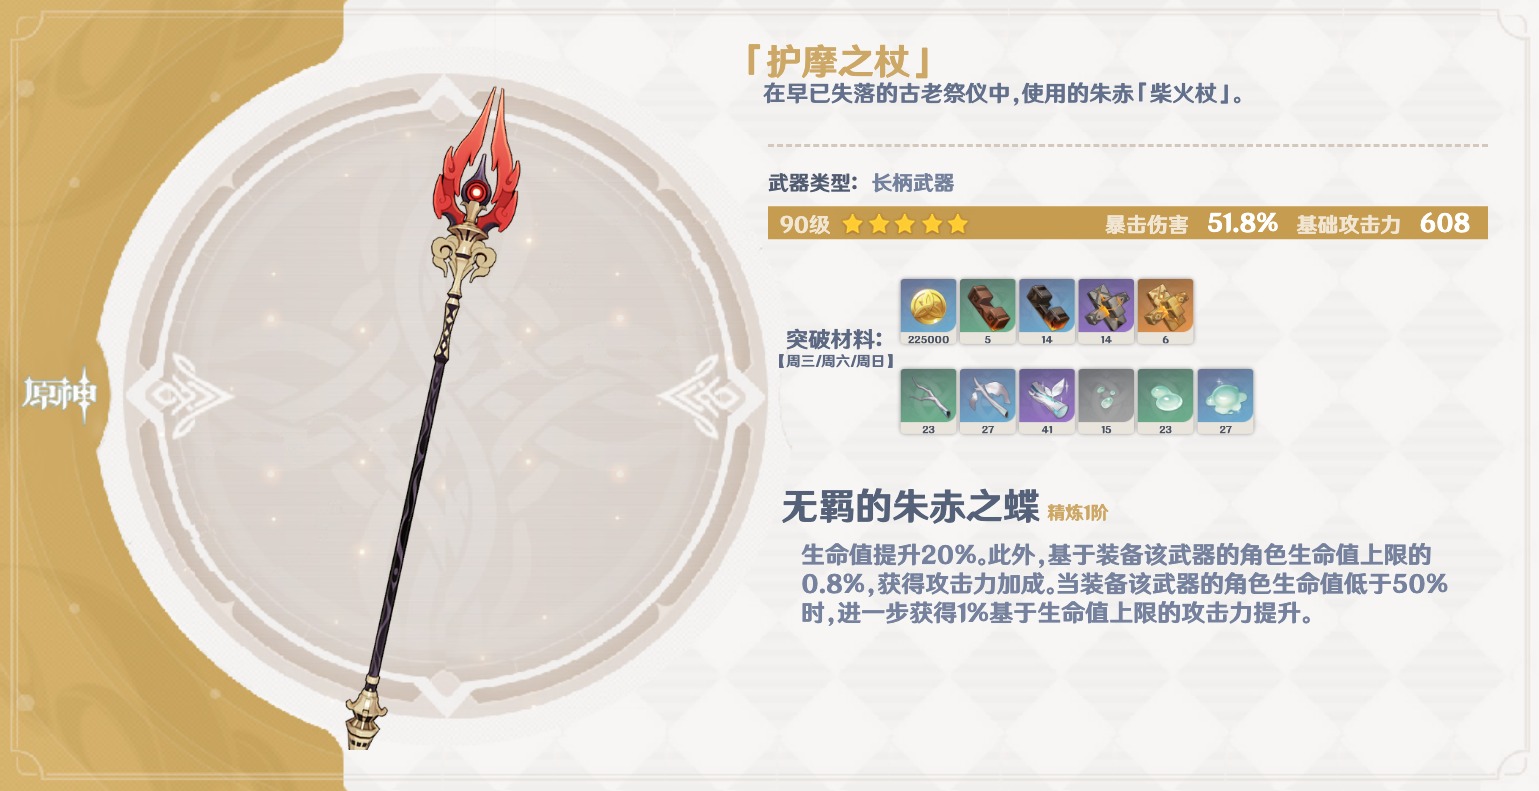 原神
「护摩之杖」
在早已失落的古老祭仪中,使用的朱赤「柴火杖」。
武器类型: 长柄武器
90级 暴击伤害 51.8% 基础攻击力 608
突破材料:
【周三/周六/周日】
225000 5 14 14 6
23 27 41 15 23 27
无羁的朱赤之蝶 精炼1阶
生命值提升20%。此外,基于装备该武器的角色生命值上限的
0.8%,获得攻击力加成。当装备该武器的角色生命值低于50%
时,进一步获得1%基于生命值上限的攻击力提升。